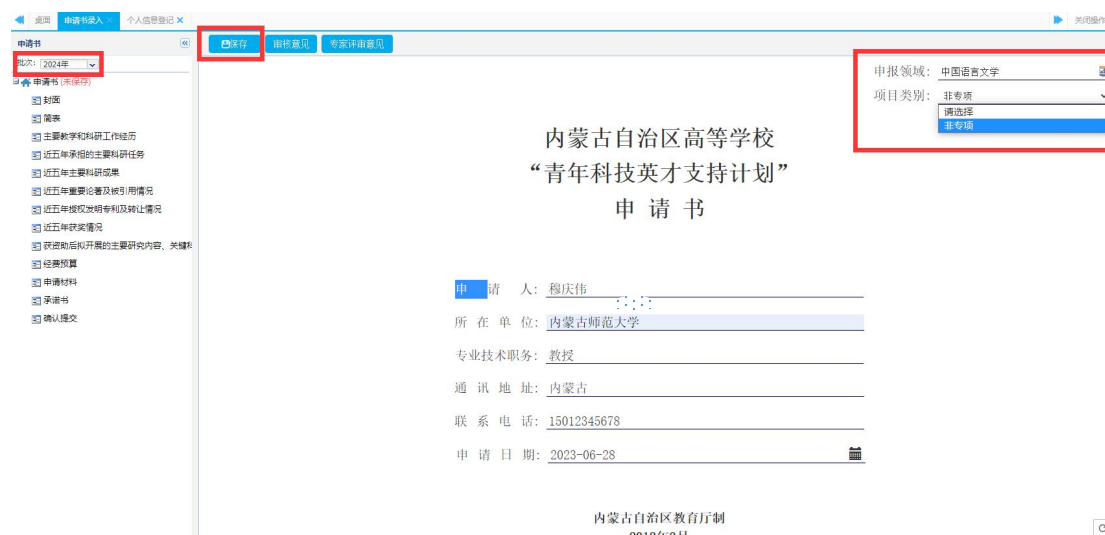 桌面 申请书录入 × 个人信息登记 × 关闭操作
申请书
批次: 2024年
申请书 (未保存)
封面
简表
主要教学和科研工作经历
近五年承担的主要科研任务
近五年主要科研成果
近五年重要论著及被引用情况
近五年授权发明专利及转让情况
近五年获奖情况
获资助后拟开展的主要研究内容、关键科
经费预算
申请材料
承诺书
确认提交
保存 审核意见 专家评审意见
申报领域: 中国语言文学
项目类别: 非专项
请选择
非专项
内蒙古自治区高等学校
“青年科技英才支持计划”
申 请 书
申 请 人: 穆庆伟
所 在 单 位: 内蒙古师范大学
专业技术职务: 教授
通 讯 地 址: 内蒙古
联 系 电 话: 15012345678
申 请 日 期: 2023-06-28
内蒙古自治区教育厅制